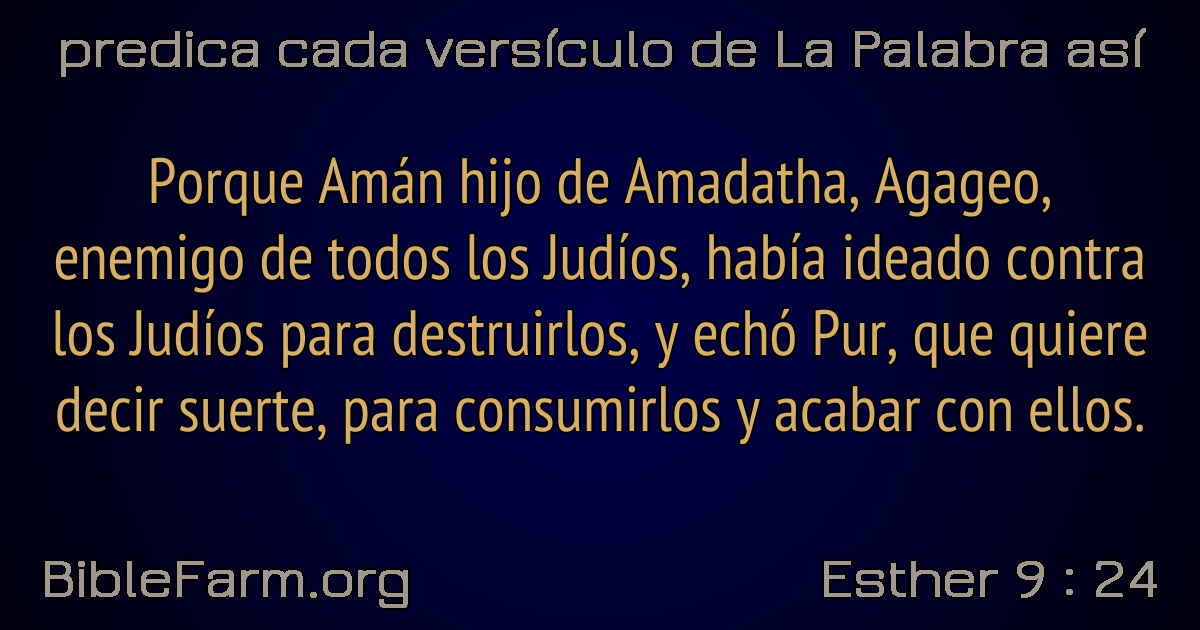 predica cada versículo de La Palabra así
Porque Amán hijo de Amadatha, Agageo,
enemigo de todos los Judíos, había ideado contra
los Judíos para destruirlos, y echó Pur, que quiere
decir suerte, para consumirlos y acabar con ellos.
BibleFarm.org
Esther 9 : 24